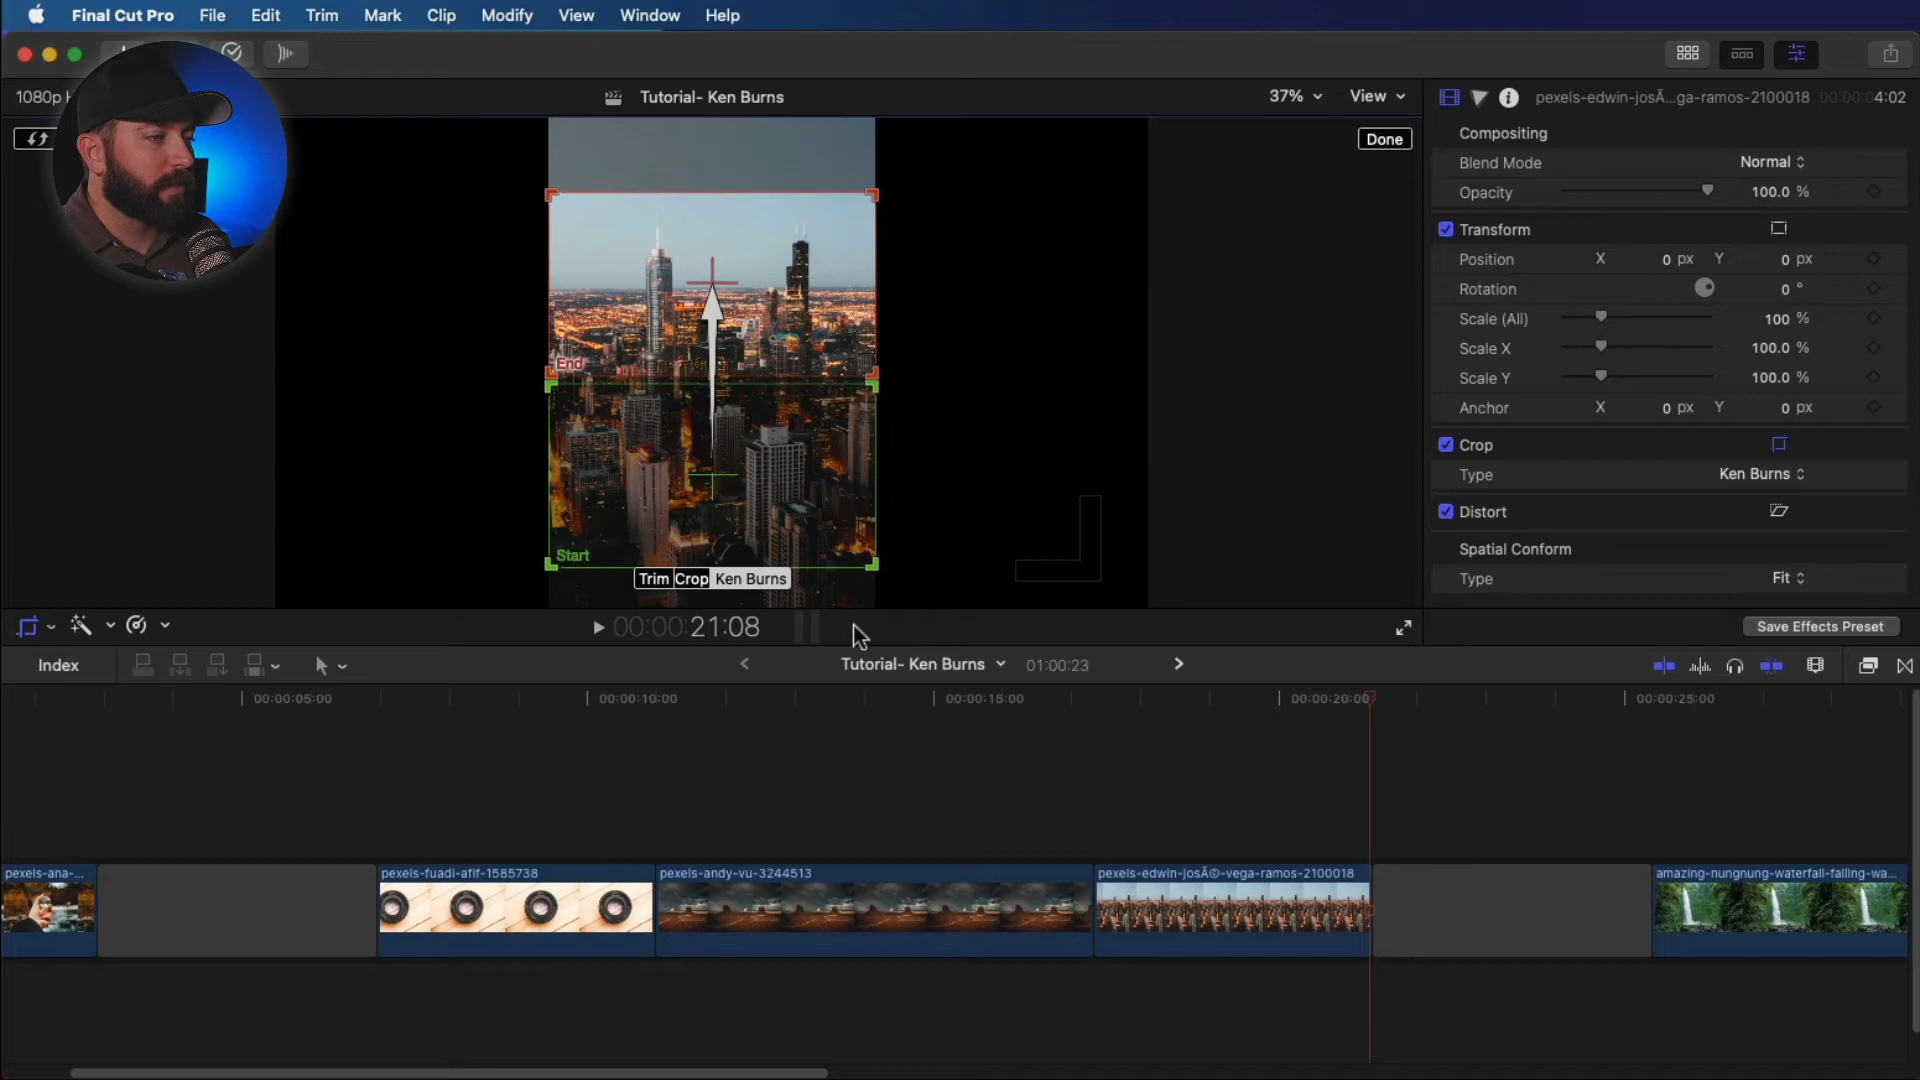 Final Cut Pro File Edit Trim Mark Clip Modify View Window Help
1080p
Tutorial- Ken Burns
37%
View
pexels-edwin-josÃ...ga-ramos-2100018
00:00:04:02
Done
End
Start
Trim Crop Ken Burns
Compositing
Blend Mode Normal
Opacity 100.0 %
Transform
Position X 0 px Y 0 px
Rotation 0 °
Scale (All) 100 %
Scale X 100.0 %
Scale Y 100.0 %
Anchor X 0 px Y 0 px
Crop
Type Ken Burns
Distort
Spatial Conform
Type Fit
00:00:21:08
Save Effects Preset
Index
Tutorial- Ken Burns
01:00:23
00:00:05:00 00:00:10:00 00:00:15:00 00:00:20:00 00:00:25:00
pexels-ana-...
pexels-fuadi-afif-1585738
pexels-andy-vu-3244513
pexels-edwin-josÃ©-vega-ramos-2100018
amazing-nungnung-waterfall-falling-wa...